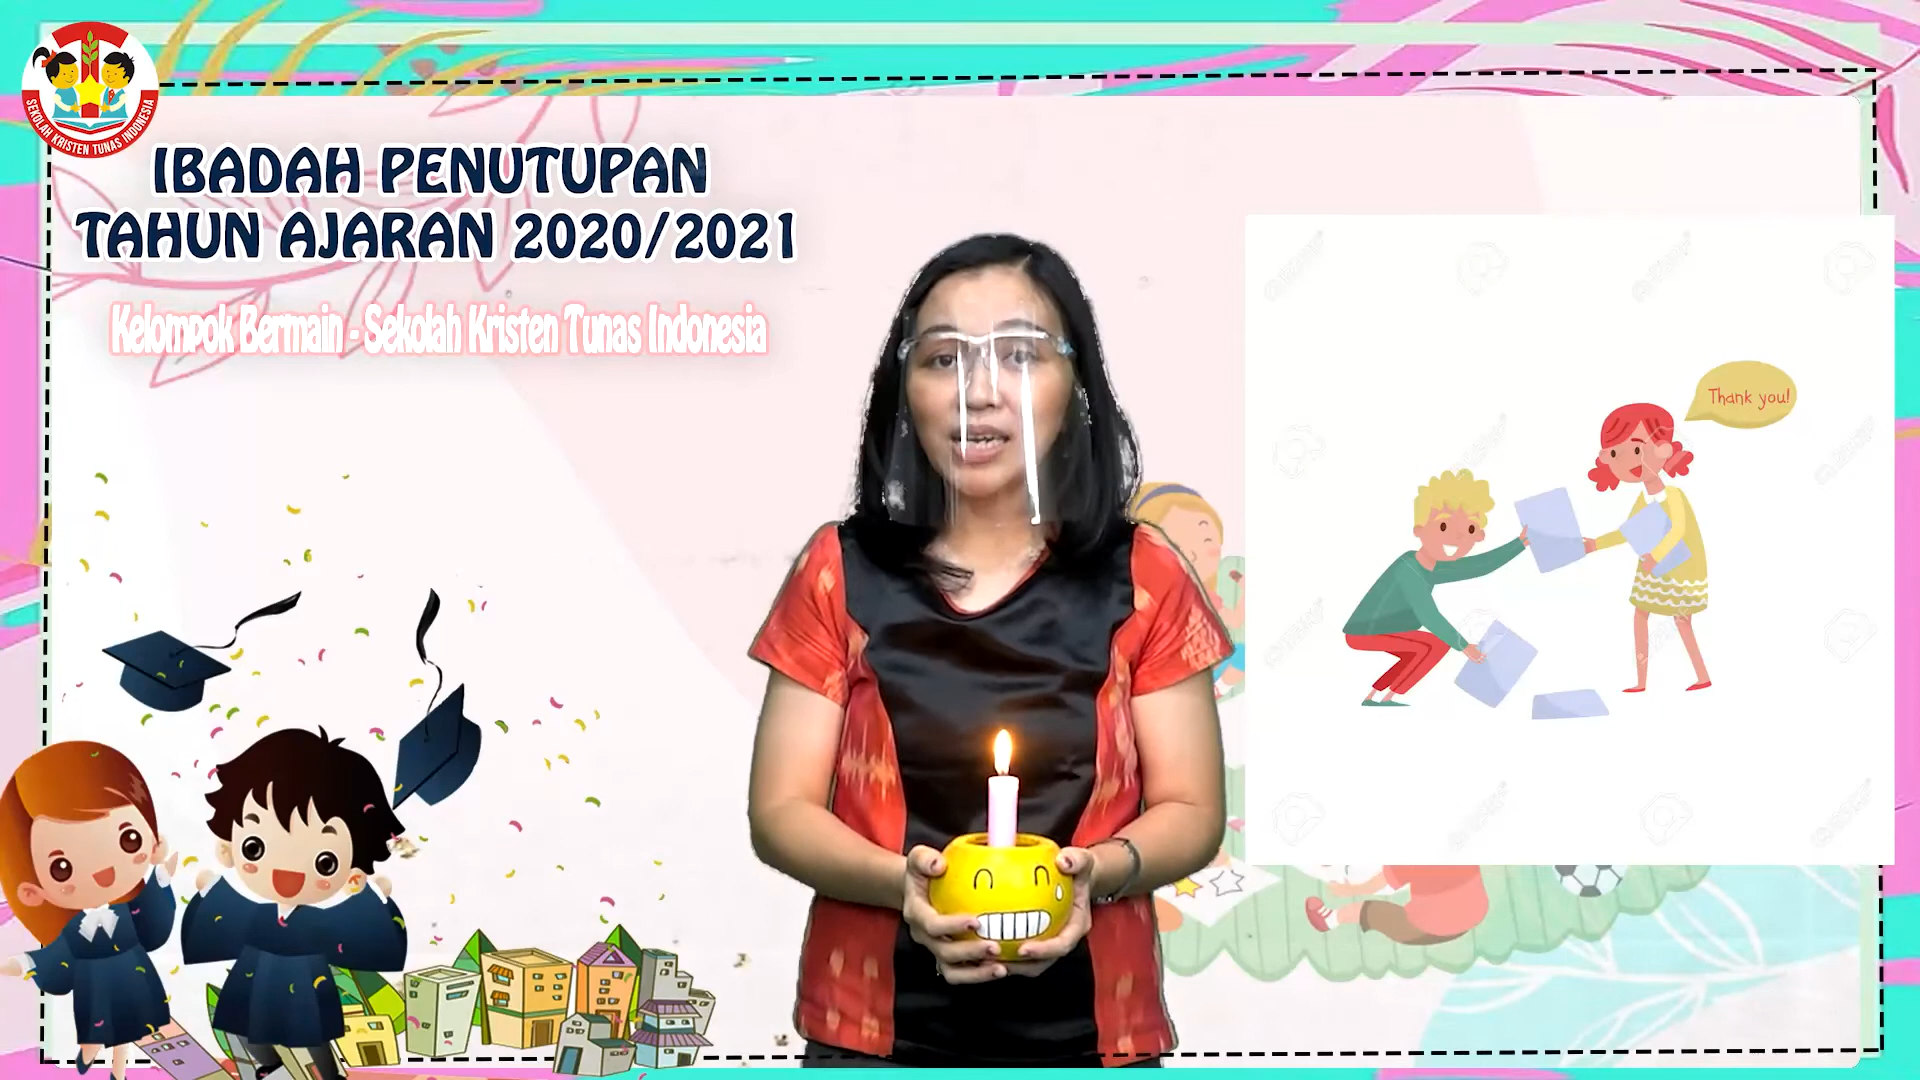 SEKOLAH KRISTEN TUNAS INDONESIA
IBADAH PENUTUPAN
TAHUN AJARAN 2020/2021
Kelompok Bermain - Sekolah Kristen Tunas Indonesia
Thank you!